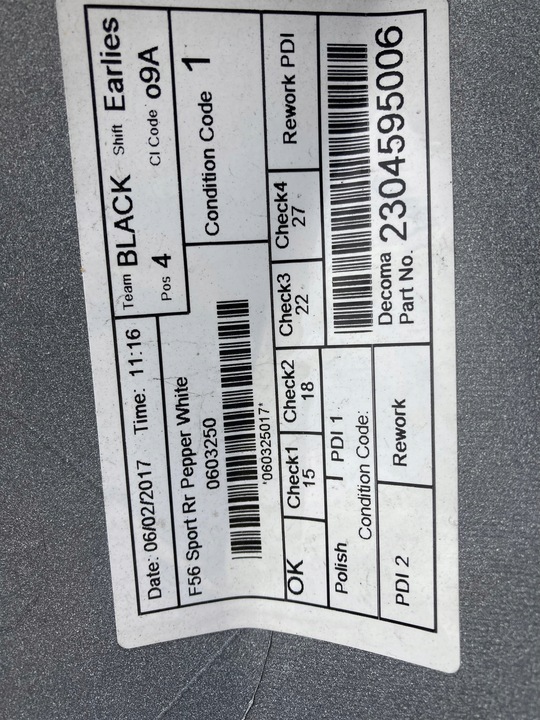 Date: 06/02/2017 Time: 11:16
Team BLACK Shift Earlies
Pos 4 CI Code o9A
F56 Sport Rr Pepper White
0603250
'060325017'
Condition Code 1
OK
Check1
15
Check2
18
Check3
22
Check4
27
Rework PDI
Polish
PDI 1
Condition Code:
PDI 2
Rework
Decoma
Part No. 2304595006